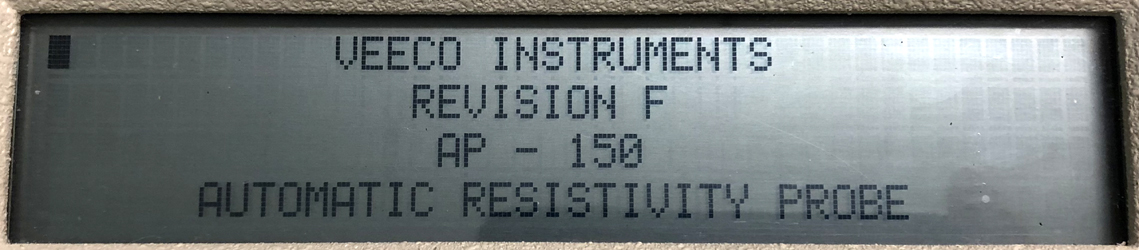 VEECO INSTRUMENTS
REVISION F
AP - 150
AUTOMATIC RESISTIVITY PROBE